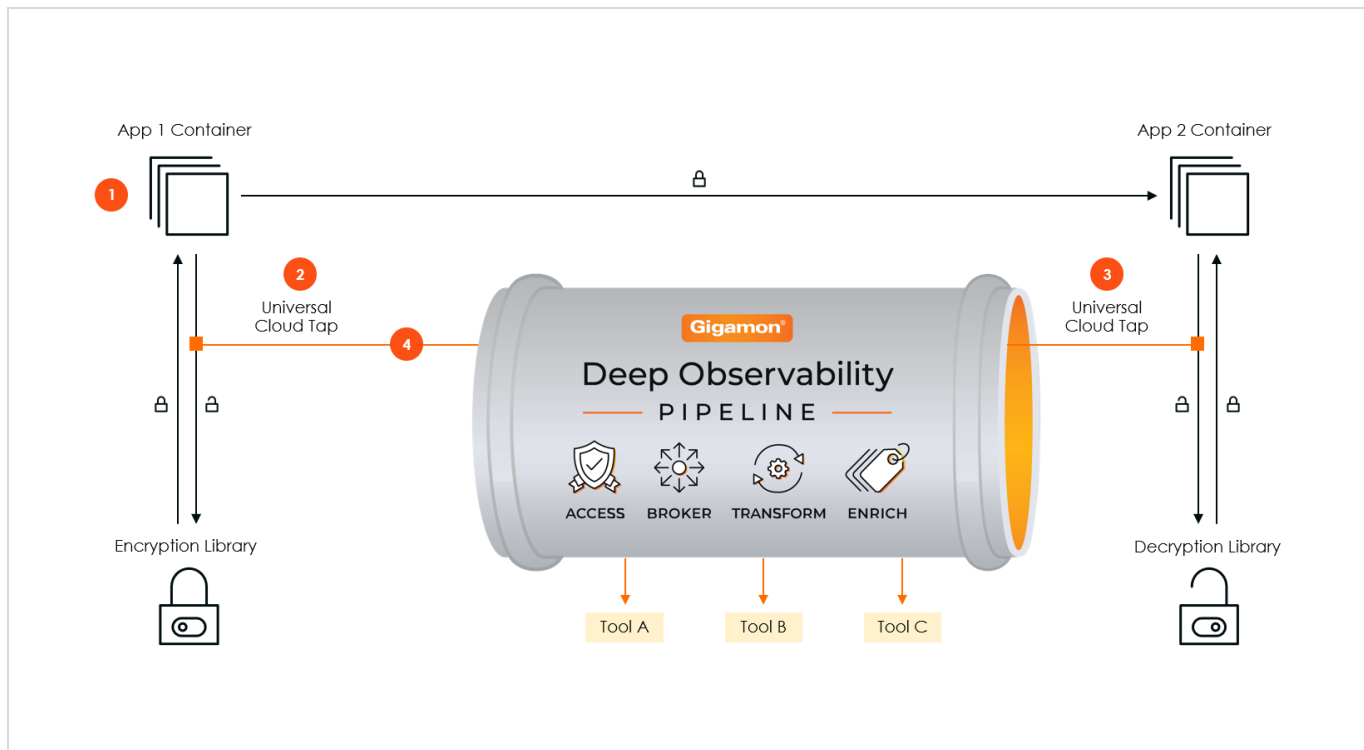 App 1 Container
App 2 Container
1
2
3
Universal
Cloud Tap
Universal
Cloud Tap
4
Gigamon®
Deep Observability
PIPELINE
ACCESS
BROKER
TRANSFORM
ENRICH
Encryption Library
Decryption Library
Tool A
Tool B
Tool C